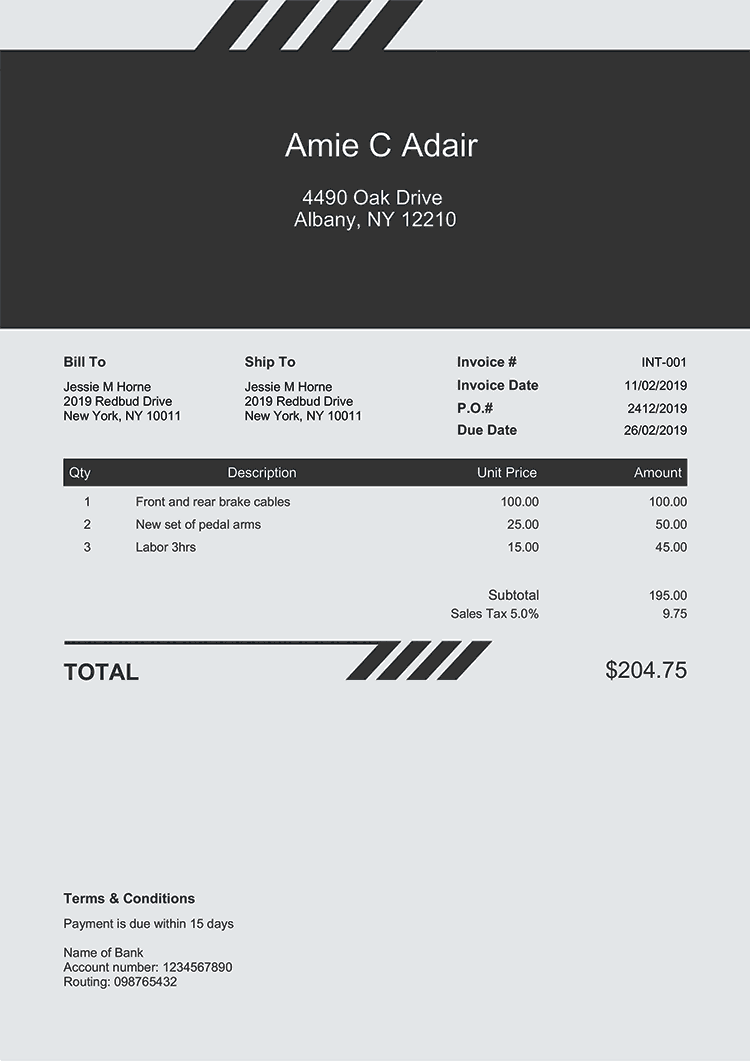 Amie C Adair
4490 Oak Drive
Albany, NY 12210
Bill To
Jessie M Horne
2019 Redbud Drive
New York, NY 10011
Ship To
Jessie M Horne
2019 Redbud Drive
New York, NY 10011
Invoice # INT-001
Invoice Date 11/02/2019
P.O.# 2412/2019
Due Date 26/02/2019
Qty Description Unit Price Amount
1 Front and rear brake cables 100.00 100.00
2 New set of pedal arms 25.00 50.00
3 Labor 3hrs 15.00 45.00
Subtotal 195.00
Sales Tax 5.0% 9.75
TOTAL $204.75
Terms & Conditions
Payment is due within 15 days
Name of Bank
Account number: 1234567890
Routing: 098765432